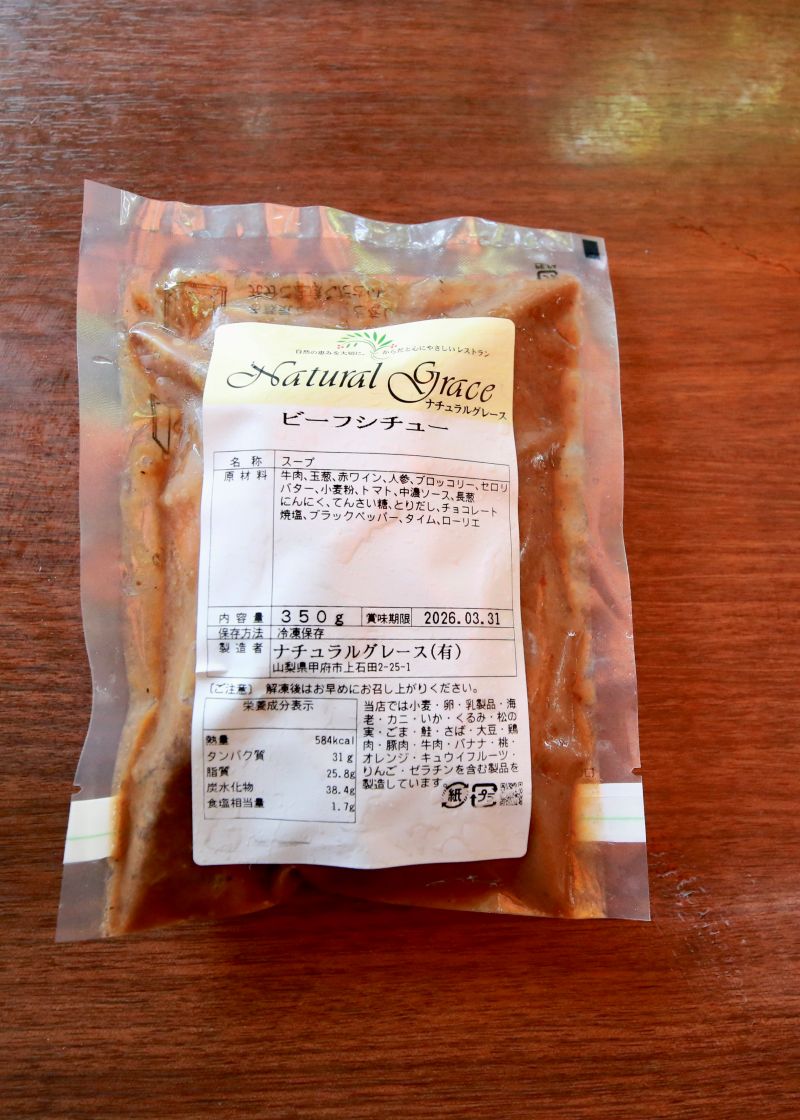 自然の恵みを大切に、からだと心にやさしいレストラン
Natural Grace
ナチュラルグレース
ビーフシチュー
名称 スープ
原材料 牛肉、玉葱、赤ワイン、人参、ブロッコリー、セロリ
バター、小麦粉、トマト、中濃ソース、長葱
にんにく、てんさい糖、とりだし、チョコレート
焼塩、ブラックペッパー、タイム、ローリエ
内容量 350g 賞味期限 2026.03.31
保存方法 冷凍保存
製造者 ナチュラルグレース(有)
山梨県甲府市上石田2-25-1
〔ご注意〕 解凍後はお早めにお召し上がりください。
栄養成分表示
熱量 584kcal
タンパク質 31g
脂質 25.8g
炭水化物 38.4g
食塩相当量 1.7g
当店では小麦・卵・乳製品・海
老・カニ・いか・くるみ・松の
実・ごま・鮭・さば・大豆・鶏
肉・豚肉・牛肉・バナナ・桃・
オレンジ・キュウイフルーツ・
りんご・ゼラチンを含む製品を
製造しています
紙 プラ